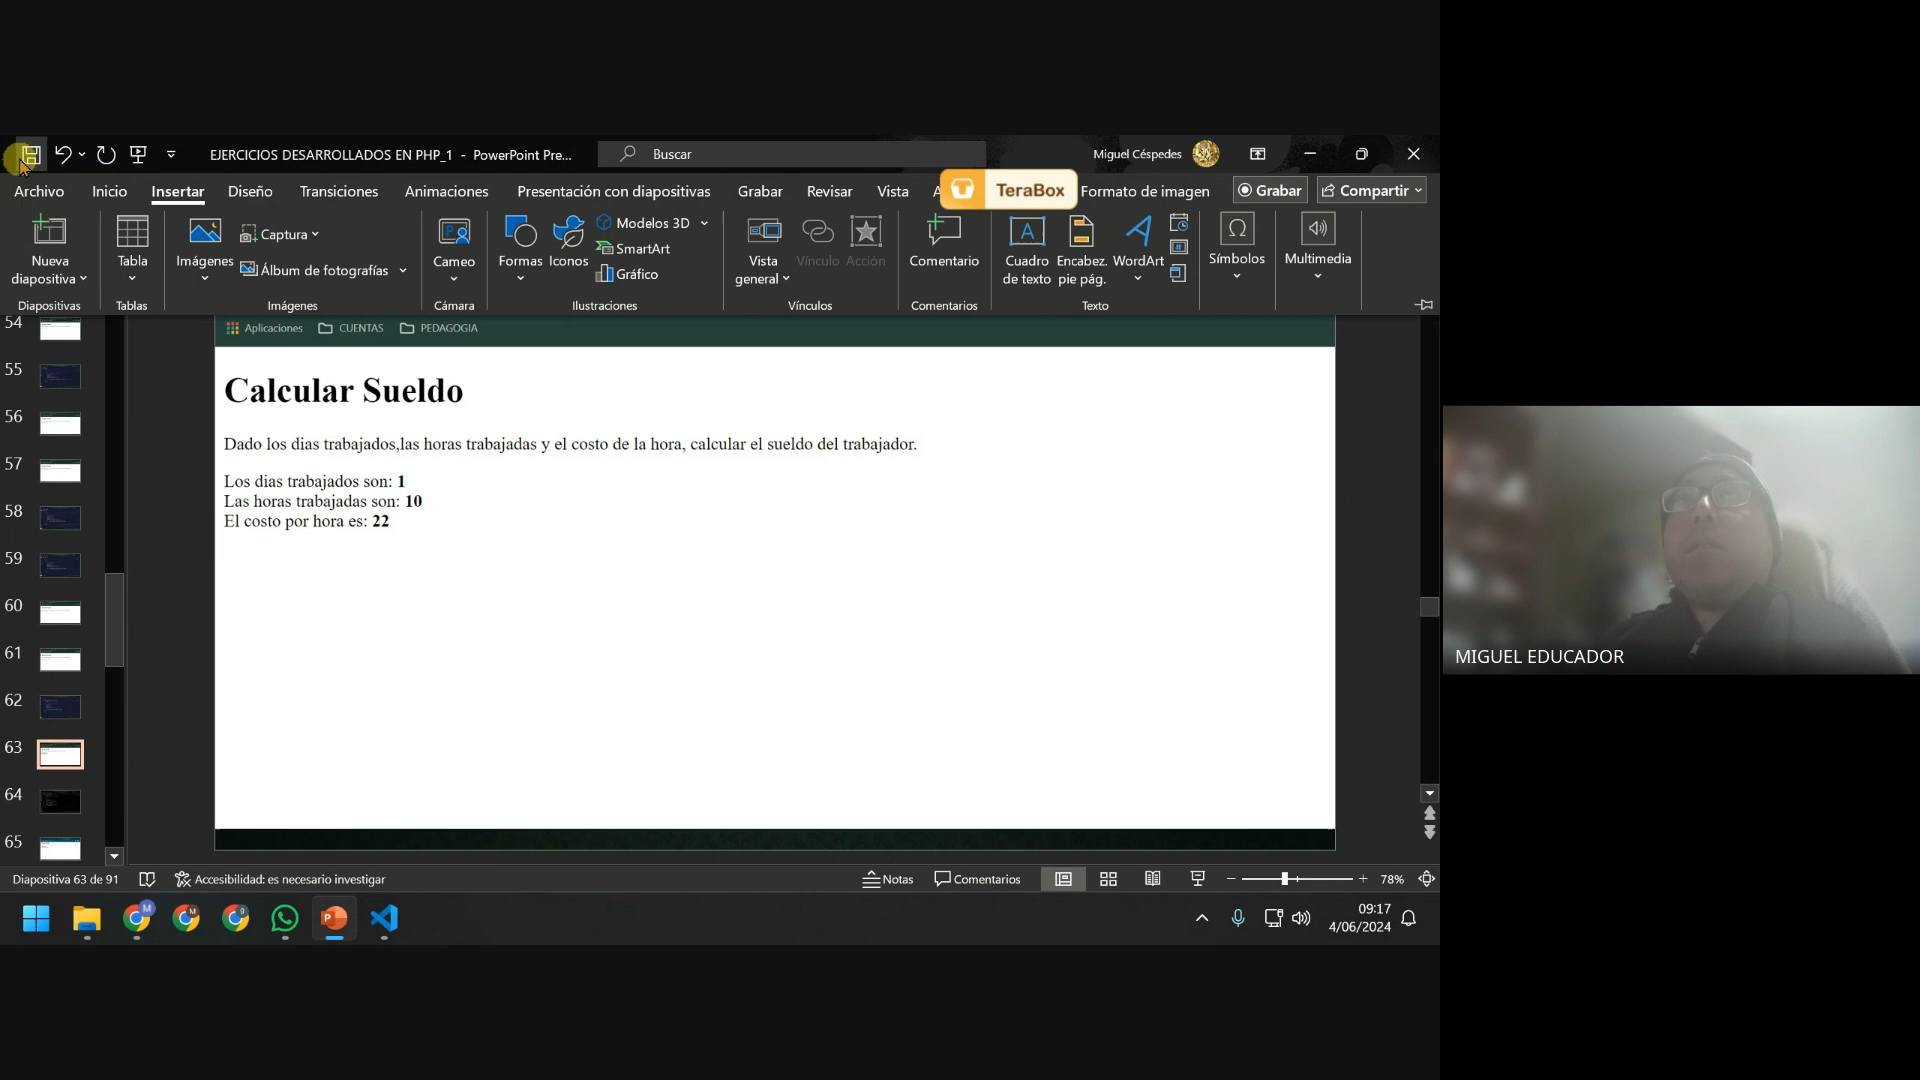 EJERCICIOS DESARROLLADOS EN PHP_1 - PowerPoint Pre...
Buscar
Miguel Céspedes
Archivo Inicio Insertar Diseño Transiciones Animaciones Presentación con diapositivas Grabar Revisar Vista A TeraBox Formato de imagen Grabar Compartir
Nueva diapositiva
Tabla
Imágenes
Captura
Álbum de fotografías
Cameo
Formas
Iconos
Modelos 3D
SmartArt
Gráfico
Vista general
Vínculo
Acción
Comentario
Cuadro de texto
Encabez. pie pág.
WordArt
Símbolos
Multimedia
Diapositivas Tablas Imágenes Cámara Ilustraciones Vínculos Comentarios Texto
54
55
56
57
58
59
60
61
62
63
64
65
Aplicaciones CUENTAS PEDAGOGIA
Calcular Sueldo
Dado los dias trabajados,las horas trabajadas y el costo de la hora, calcular el sueldo del trabajador.
Los dias trabajados son: 1
Las horas trabajadas son: 10
El costo por hora es: 22
MIGUEL EDUCADOR
Diapositiva 63 de 91 Accesibilidad: es necesario investigar Notas Comentarios 78%
09:17
4/06/2024